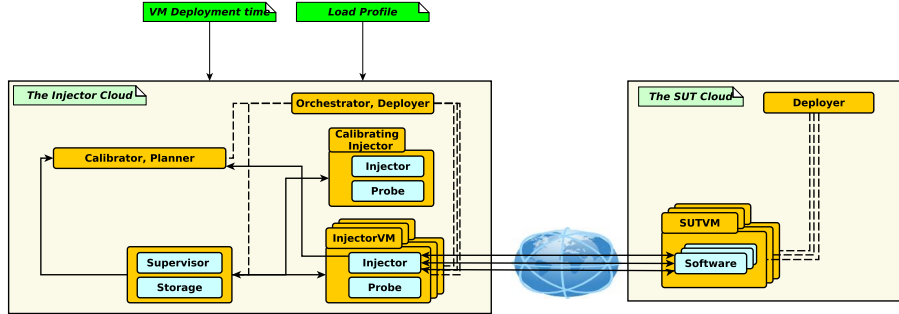 VM Deployment time
Load Profile
The Injector Cloud
Orchestrator, Deployer
Calibrating
Injector
Injector
Probe
Calibrator, Planner
InjectorVM
Injector
Probe
Supervisor
Storage
The SUT Cloud
Deployer
SUTVM
Software